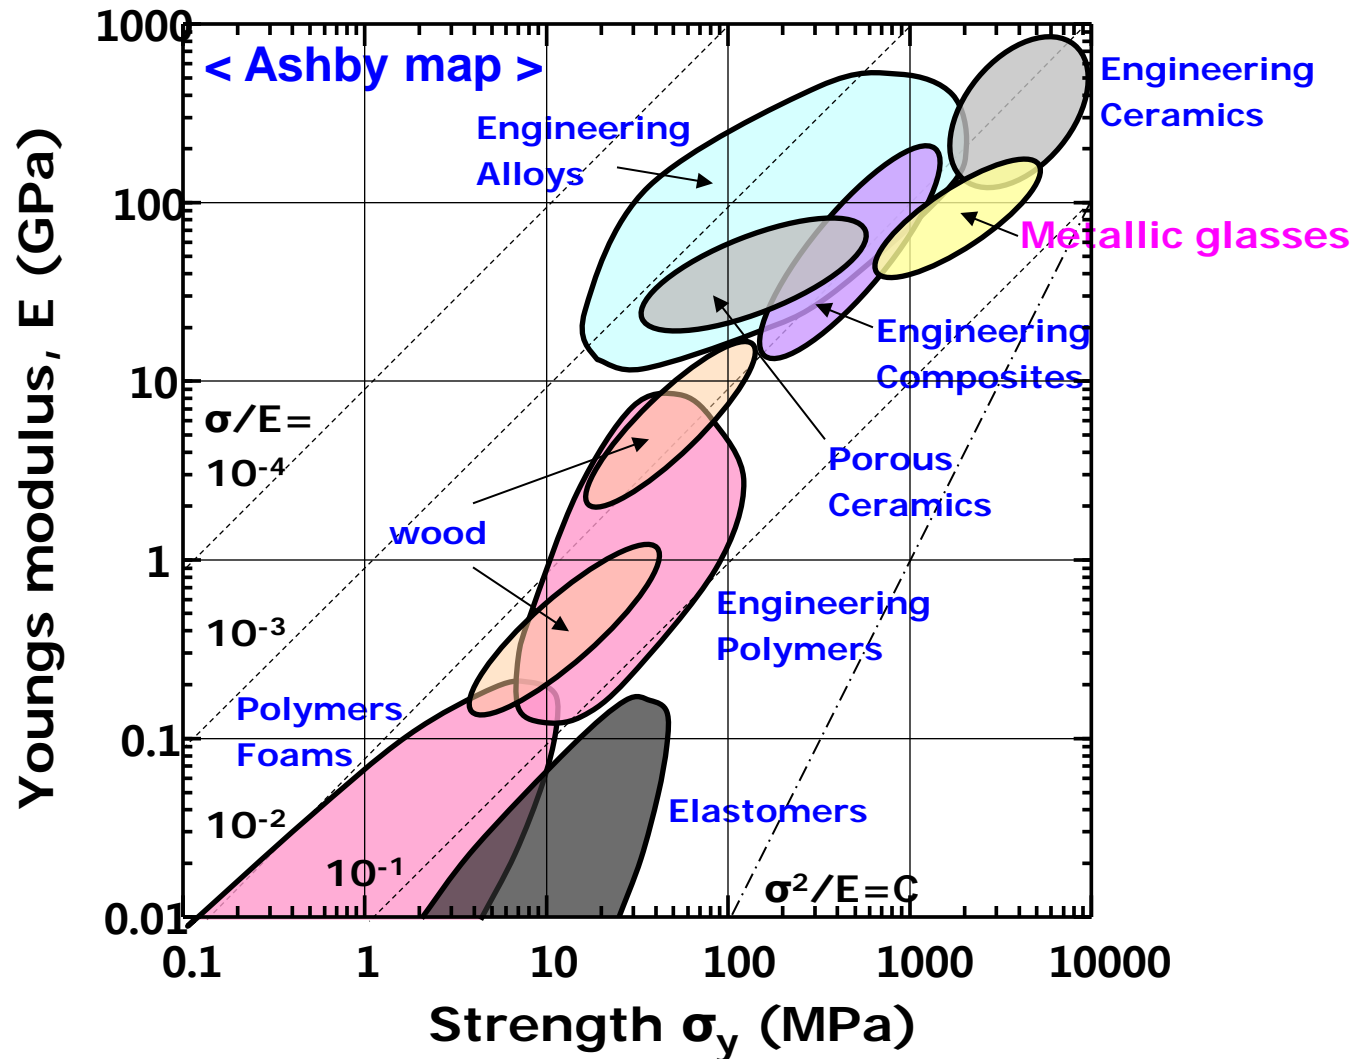 1000
< Ashby map >
Engineering
Ceramics
Engineering
Alloys
100
Metallic glasses
Engineering
Composites
10
σ/E=
10⁻⁴
Porous
Ceramics
wood
1
Engineering
Polymers
10⁻³
Polymers
Foams
0.1
Elastomers
10⁻²
10⁻¹
σ²/E=C
0.01
0.1 1 10 100 1000 10000
Strength σy (MPa)
Youngs modulus, E (GPa)